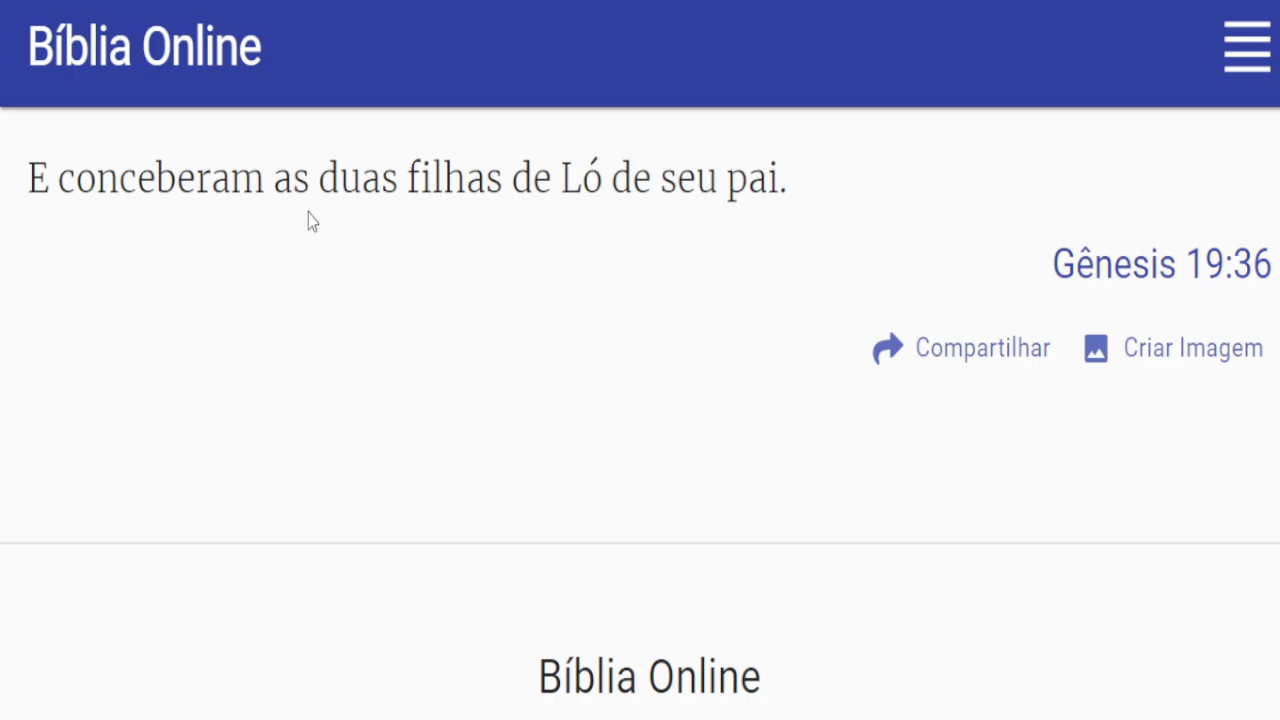 Bíblia Online
E conceberam as duas filhas de Ló de seu pai.
Gênesis 19:36
Compartilhar Criar Imagem
Bíblia Online